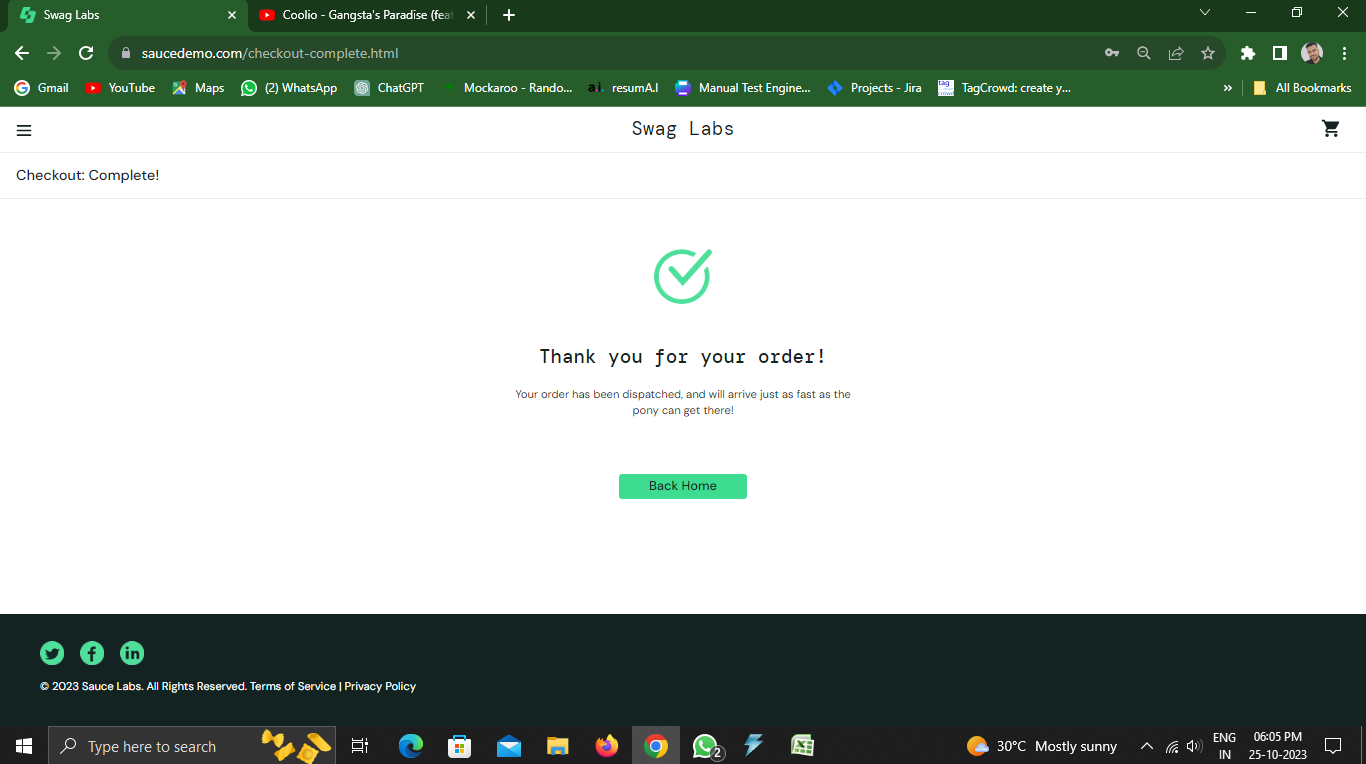 Swag Labs
Coolio - Gangsta's Paradise (feat
saucedemo.com/checkout-complete.html
Gmail
YouTube
Maps
(2) WhatsApp
ChatGPT
Mockaroo - Rando...
ai.
resumA.I
Manual Test Engine...
Projects - Jira
tag
TagCrowd: create y...
»
All Bookmarks
Swag Labs
Checkout: Complete!
Thank you for your order!
Your order has been dispatched, and will arrive just as fast as the
pony can get there!
Back Home
© 2023 Sauce Labs. All Rights Reserved. Terms of Service | Privacy Policy
Type here to search
2
30°C Mostly sunny
ENG
IN
06:05 PM
25-10-2023